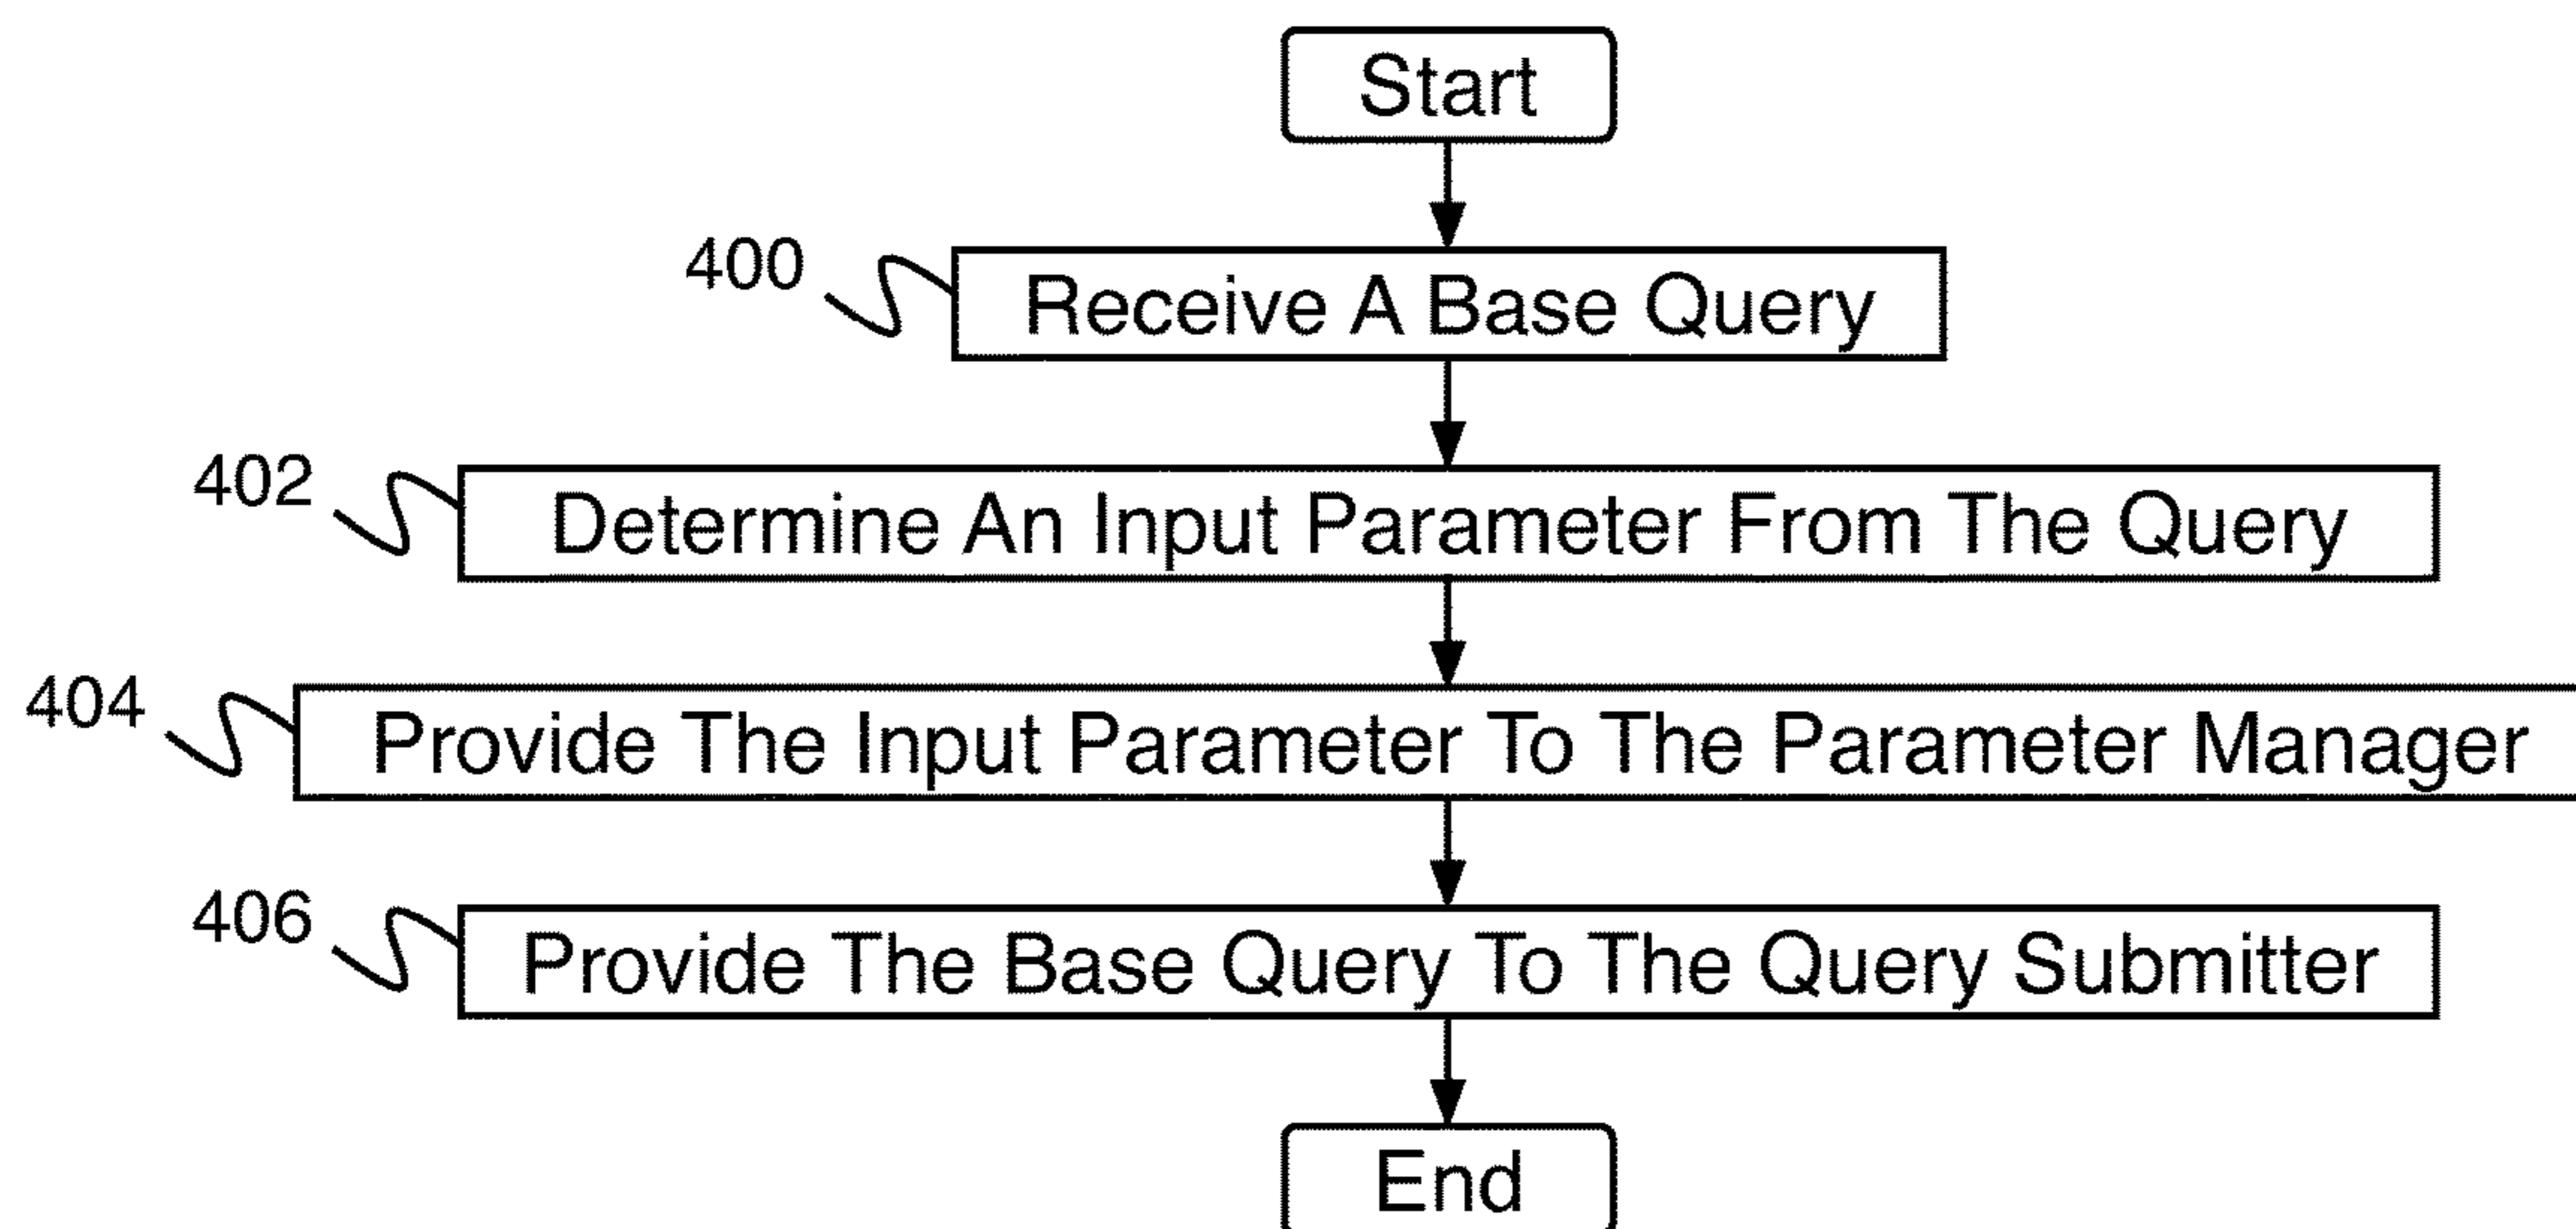 Start
400
Receive A Base Query
402
Determine An Input Parameter From The Query
404
Provide The Input Parameter To The Parameter Manager
406
Provide The Base Query To The Query Submitter
End